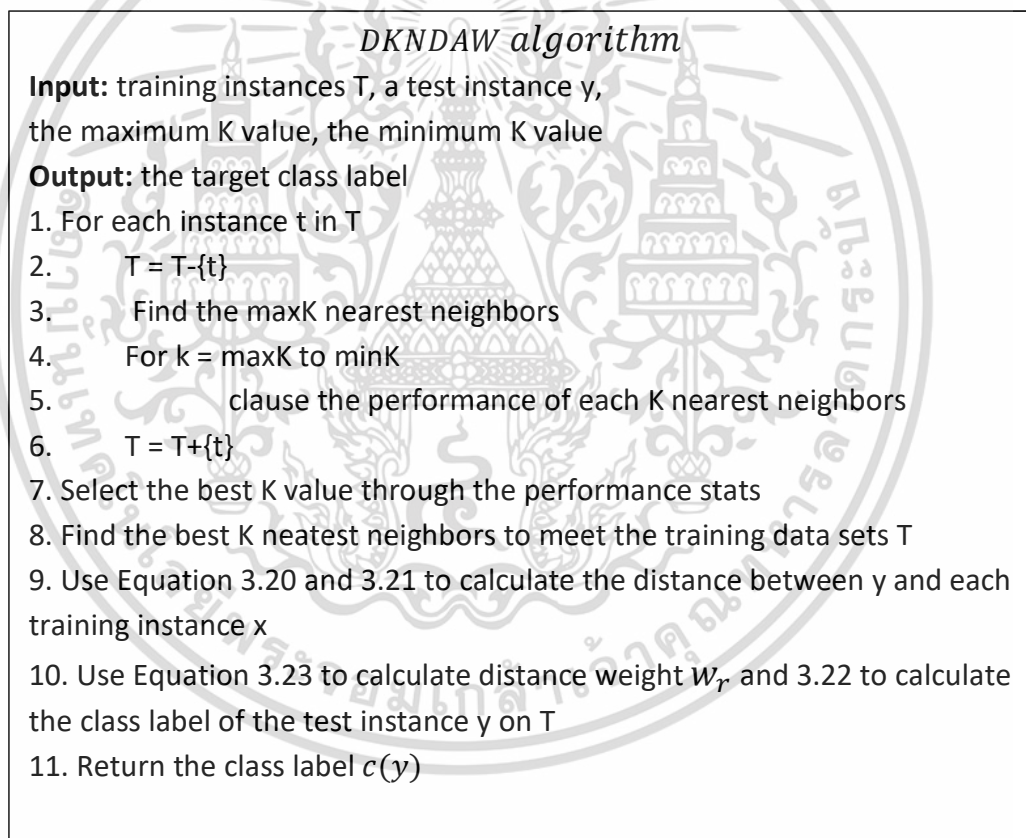 DKNDAW algorithm
Input: training instances T, a test instance y,
the maximum K value, the minimum K value
Output: the target class label
1. For each instance t in T
2. T = T-{t}
3. Find the maxK nearest neighbors
4. For k = maxK to minK
5. clause the performance of each K nearest neighbors
6. T = T+{t}
7. Select the best K value through the performance stats
8. Find the best K neatest neighbors to meet the training data sets T
9. Use Equation 3.20 and 3.21 to calculate the distance between y and each
training instance x
10. Use Equation 3.23 to calculate distance weight w_r and 3.22 to calculate
the class label of the test instance y on T
11. Return the class label c(y)